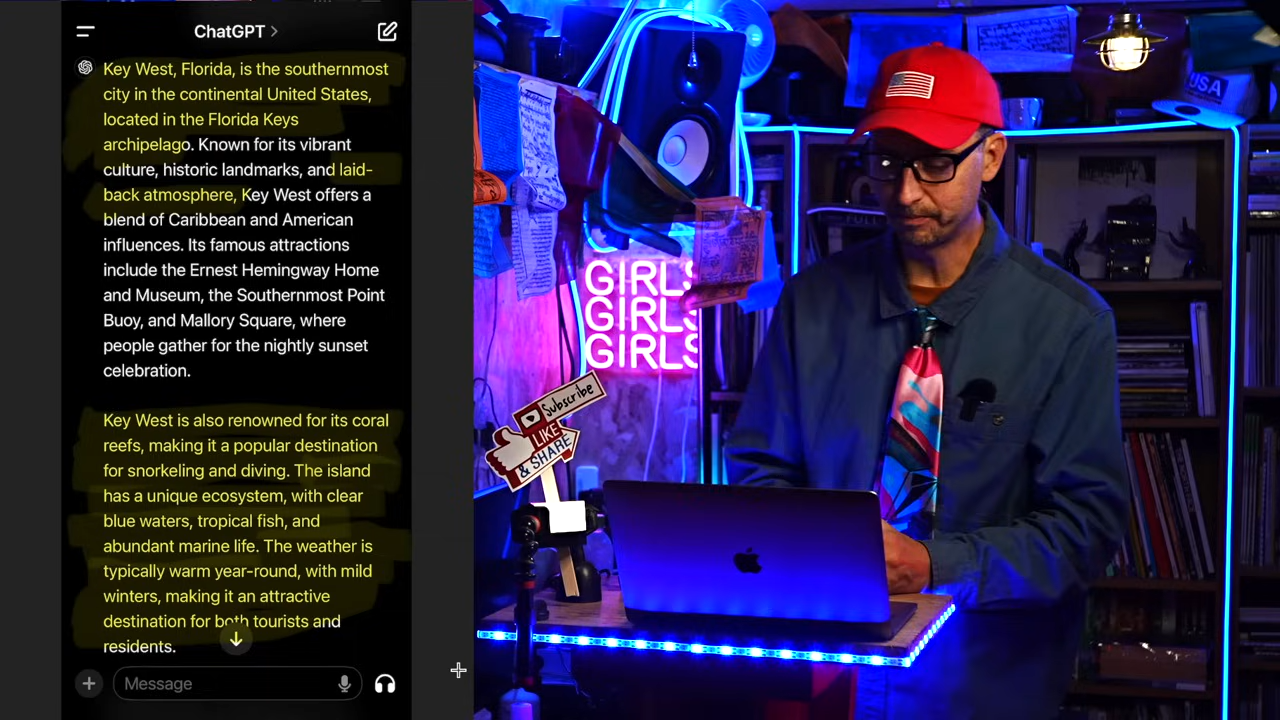 ChatGPT >
Key West, Florida, is the southernmost
city in the continental United States,
located in the Florida Keys
archipelago. Known for its vibrant
culture, historic landmarks, and laid-
back atmosphere, Key West offers a
blend of Caribbean and American
influences. Its famous attractions
include the Ernest Hemingway Home
and Museum, the Southernmost Point
Buoy, and Mallory Square, where
people gather for the nightly sunset
celebration.
Key West is also renowned for its coral
reefs, making it a popular destination
for snorkeling and diving. The island
has a unique ecosystem, with clear
blue waters, tropical fish, and
abundant marine life. The weather is
typically warm year-round, with mild
winters, making it an attractive
destination for both tourists and
residents.
Message
GIRLS
GIRLS
GIRLS
Subscribe
LIKE
& SHARE
USA